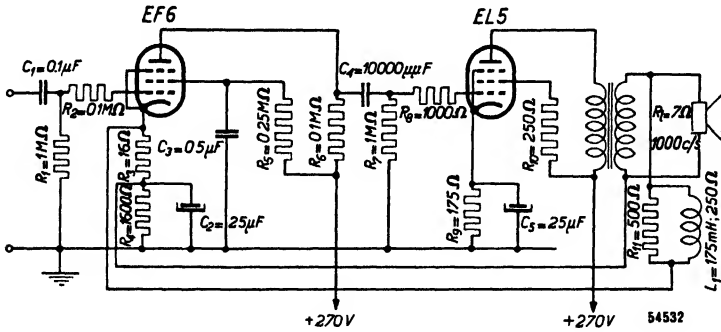 EF6
EL5
C1=0.1μF
R2=0.1MΩ
R1=1MΩ
R3=16Ω
R4=1600Ω
C3=0.5μF
C2=25μF
R5=0.25MΩ
R6=0.1MΩ
C4=10000μμF
R7=1MΩ
R8=1000Ω
R9=175Ω
R10=250Ω
C5=25μF
Rl=7Ω
1000c/s
R11=500Ω
L1=175mH:250Ω
+270V
+270V
54532